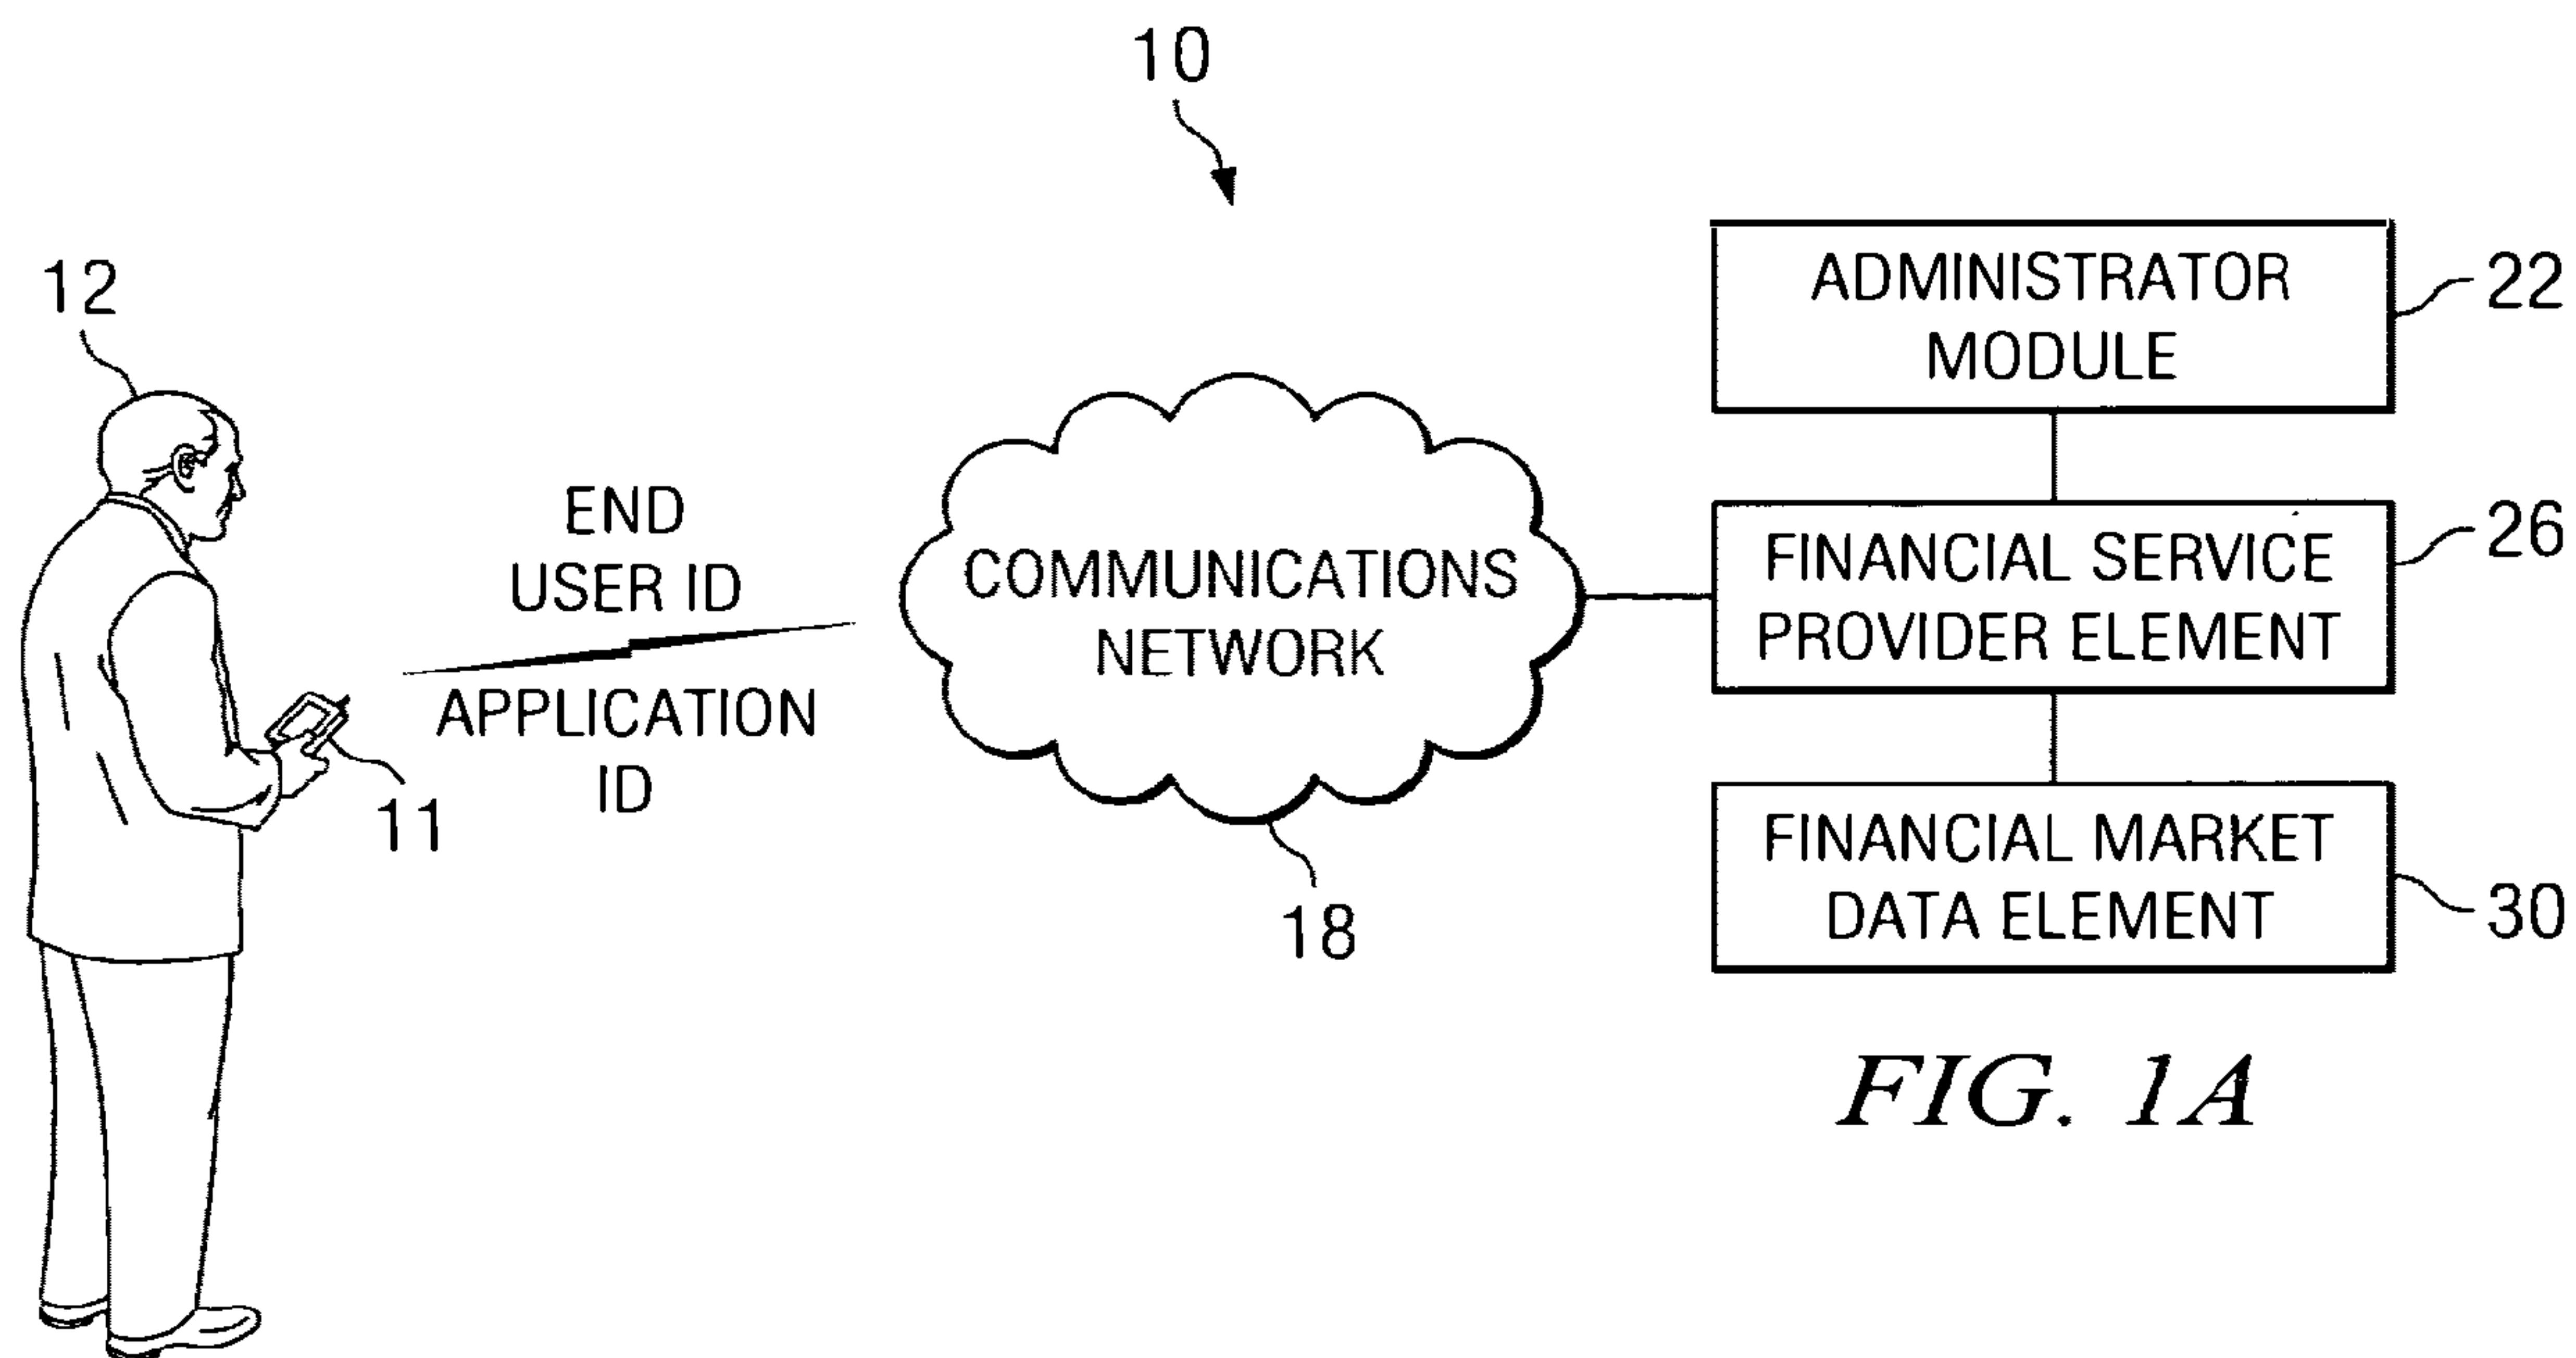 10
12
END
USER ID
APPLICATION
ID
11
COMMUNICATIONS
NETWORK
18
ADMINISTRATOR
MODULE
22
FINANCIAL SERVICE
PROVIDER ELEMENT
26
FINANCIAL MARKET
DATA ELEMENT
30
FIG. 1A